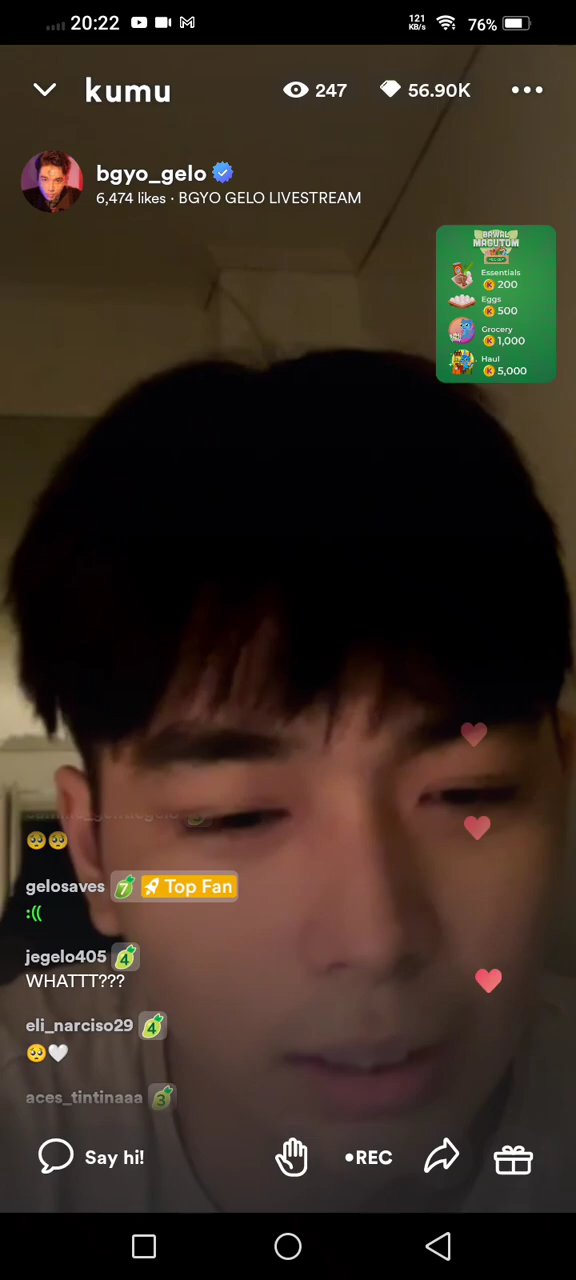 20:22
121
KB/s
76%
kumu
247
56.90K
bgyo_gelo
6,474 likes · BGYO GELO LIVESTREAM
BAWAL
MAGUTOM
Essentials
K 200
Eggs
K 500
Grocery
K 1,000
Haul
K 5,000
🥺🥺
gelosaves 7 Top Fan
:((
jegelo405 4
WHATTT???
eli_narciso29 4
🥺🤍
aces_tintinaaa 3
Say hi!
•REC